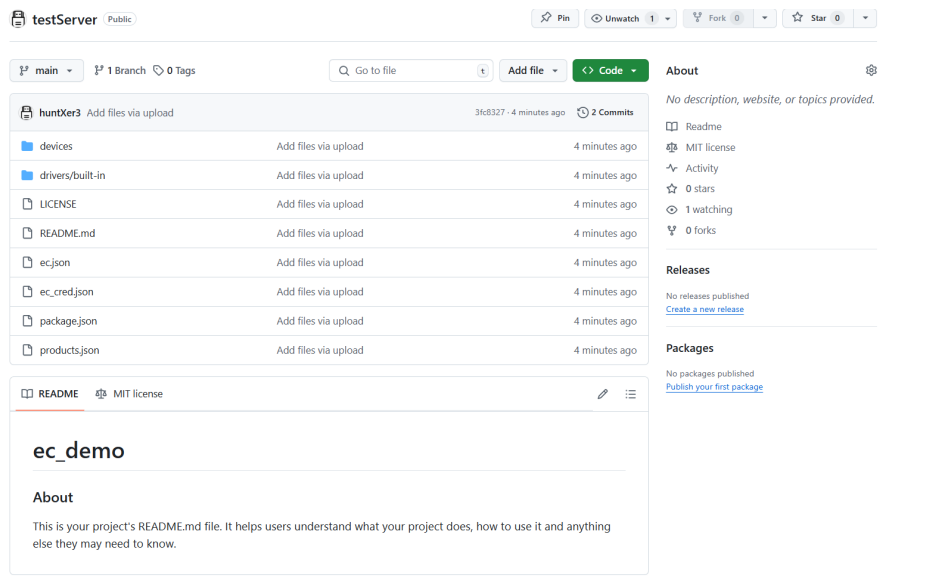 testServer Public Pin Unwatch 1 Fork 0 Star 0
main 1 Branch 0 Tags Go to file t Add file Code
huntXer3 Add files via upload 3fc8327 · 4 minutes ago 2 Commits
devices Add files via upload 4 minutes ago
drivers/built-in Add files via upload 4 minutes ago
LICENSE Add files via upload 4 minutes ago
README.md Add files via upload 4 minutes ago
ec.json Add files via upload 4 minutes ago
ec_cred.json Add files via upload 4 minutes ago
package.json Add files via upload 4 minutes ago
products.json Add files via upload 4 minutes ago
README MIT license
ec_demo
About
This is your project's README.md file. It helps users understand what your project does, how to use it and anything
else they may need to know.
About
No description, website, or topics provided.
Readme
MIT license
Activity
0 stars
1 watching
0 forks
Releases
No releases published
Create a new release
Packages
No packages published
Publish your first package